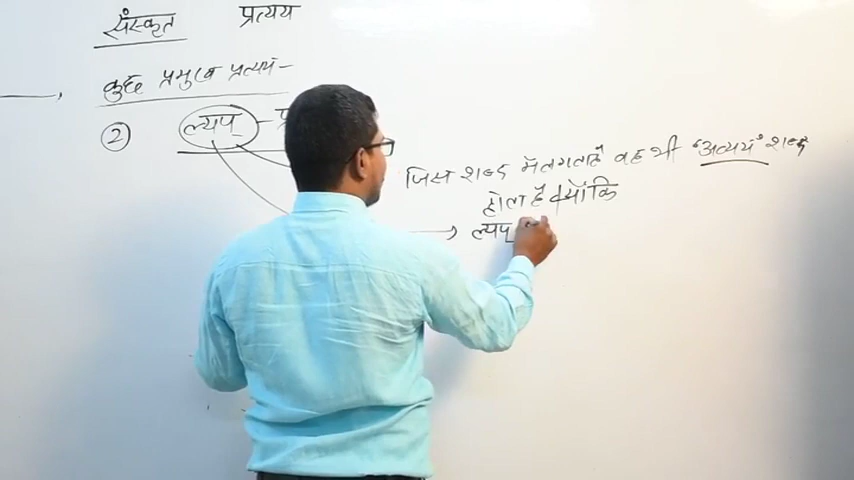 संस्कृत प्रत्यय
कुछ प्रमुख प्रत्ययं-
② ल्यप् - प्र
जिस शब्द में लगता है वह भी "अव्ययं" शब्द
होता है क्योंकि
→ ल्यप्